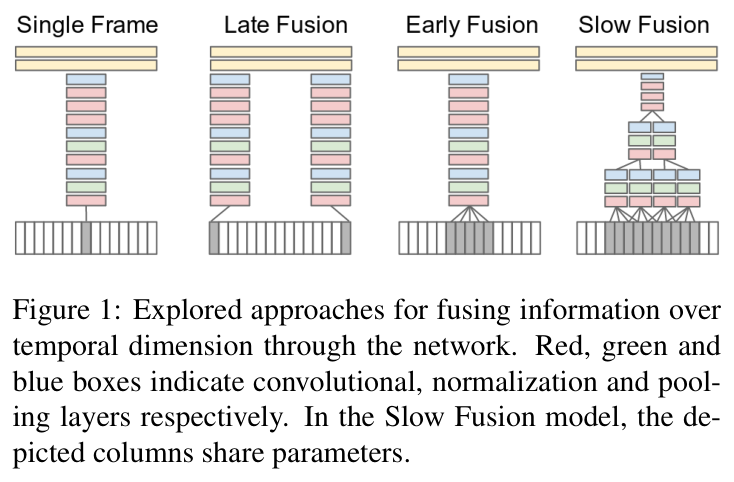 Single Frame
Late Fusion
Early Fusion
Slow Fusion
Figure 1: Explored approaches for fusing information over
temporal dimension through the network. Red, green and
blue boxes indicate convolutional, normalization and pool-
ing layers respectively. In the Slow Fusion model, the de-
picted columns share parameters.